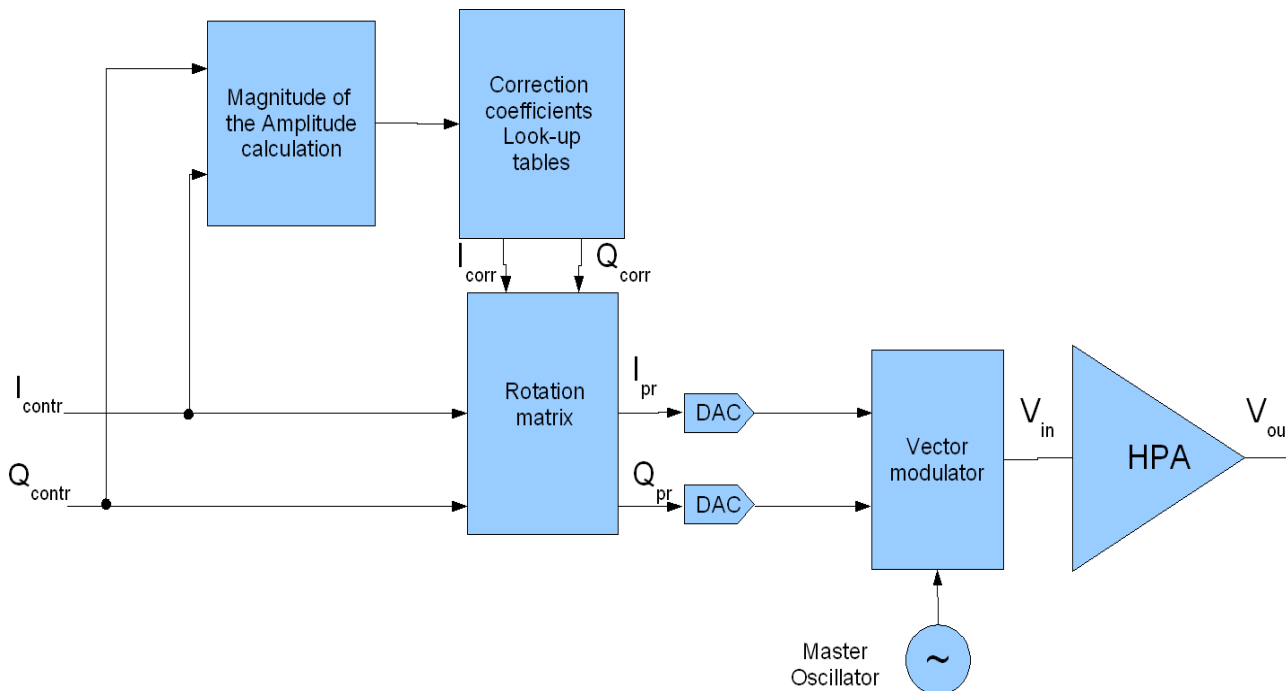 Magnitude of
the Amplitude
calculation
Correction
coefficients
Look-up
tables
I corr
Q corr
I contr
Q contr
Rotation
matrix
I pr
Q pr
DAC
DAC
Vector
modulator
V in
HPA
V ou
Master
Oscillator
~